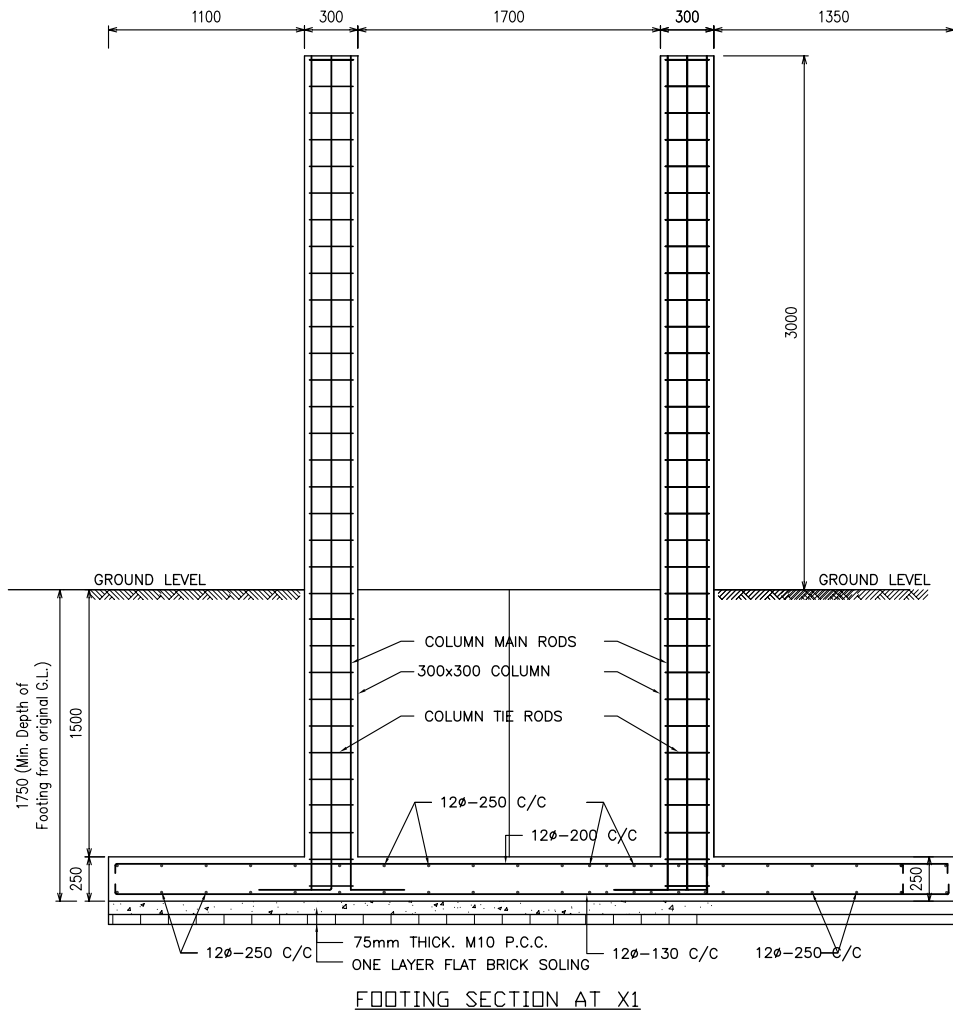 1100 300 1700 300 1350
3000
GROUND LEVEL GROUND LEVEL
COLUMN MAIN RODS
300x300 COLUMN
COLUMN TIE RODS
1750 (Min. Depth of
Footing from original G.L.)
1500
12ø-250 C/C
12ø-200 C/C
250
250
12ø-250 C/C
75mm THICK. M10 P.C.C.
12ø-130 C/C
12ø-250 C/C
ONE LAYER FLAT BRICK SOLING
FOOTING SECTION AT X1